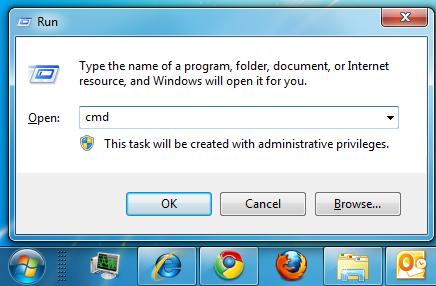 Run
Type the name of a program, folder, document, or Internet
resource, and Windows will open it for you.
Open: cmd
This task will be created with administrative privileges.
OK Cancel Browse...